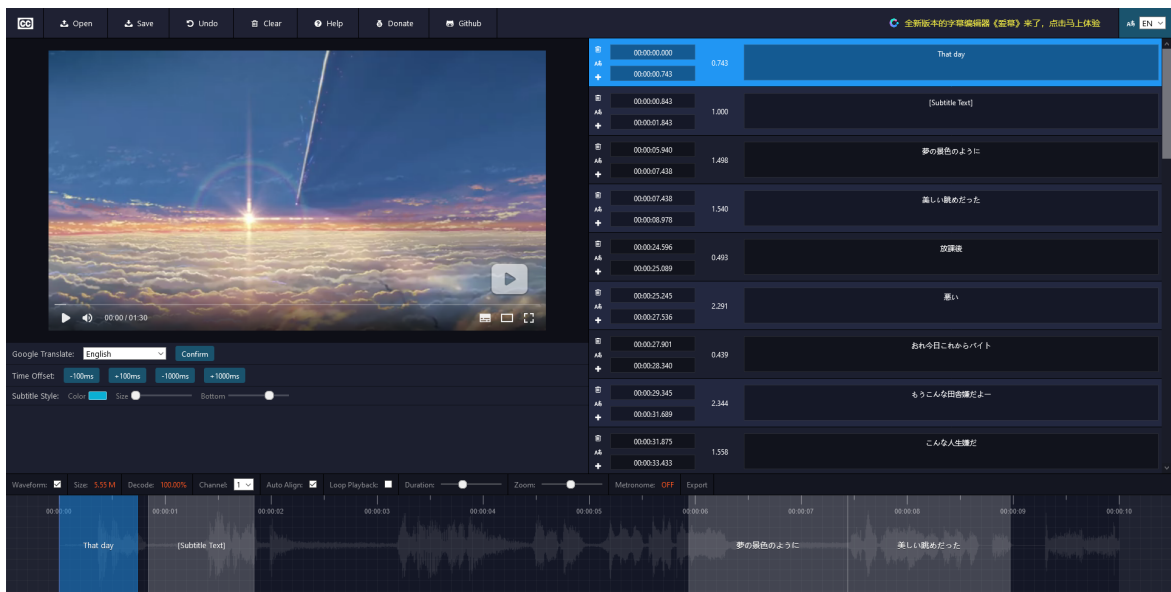 CC Open Save Undo Clear Help Donate Github 全新版本的字幕编辑器《爱草》来了，点击马上体验 EN
00:00 / 01:30
Google Translate: English Confirm
Time Offset: -100ms +100ms -1000ms +1000ms
Subtitle Style: Color Size Bottom
00:00:00.000
0.743 That day
00:00:00.743
00:00:00.843
1.000 [Subtitle Text]
00:00:01.843
00:00:05.940
1.498 夢の景色のように
00:00:07.438
00:00:07.438
1.540 美しい眺めだった
00:00:08.978
00:00:24.596
0.493 放課後
00:00:25.089
00:00:25.245
2.291 悪い
00:00:27.536
00:00:27.901
0.439 おれ今日これからバイト
00:00:28.340
00:00:29.345
2.344 もうこんな田舎嫌だよー
00:00:31.689
00:00:31.875
1.558 こんな人生嫌だ
00:00:33.433
Waveform: Size: 5.55 M Decode: 100.00% Channel: 1 Auto Align: Loop Playback: Duration: Zoom: Metronome: OFF Export
00:00:00 00:00:01 00:00:02 00:00:03 00:00:04 00:00:05 00:00:06 00:00:07 00:00:08 00:00:09 00:00:10
That day [Subtitle Text] 夢の景色のように 美しい眺めだった